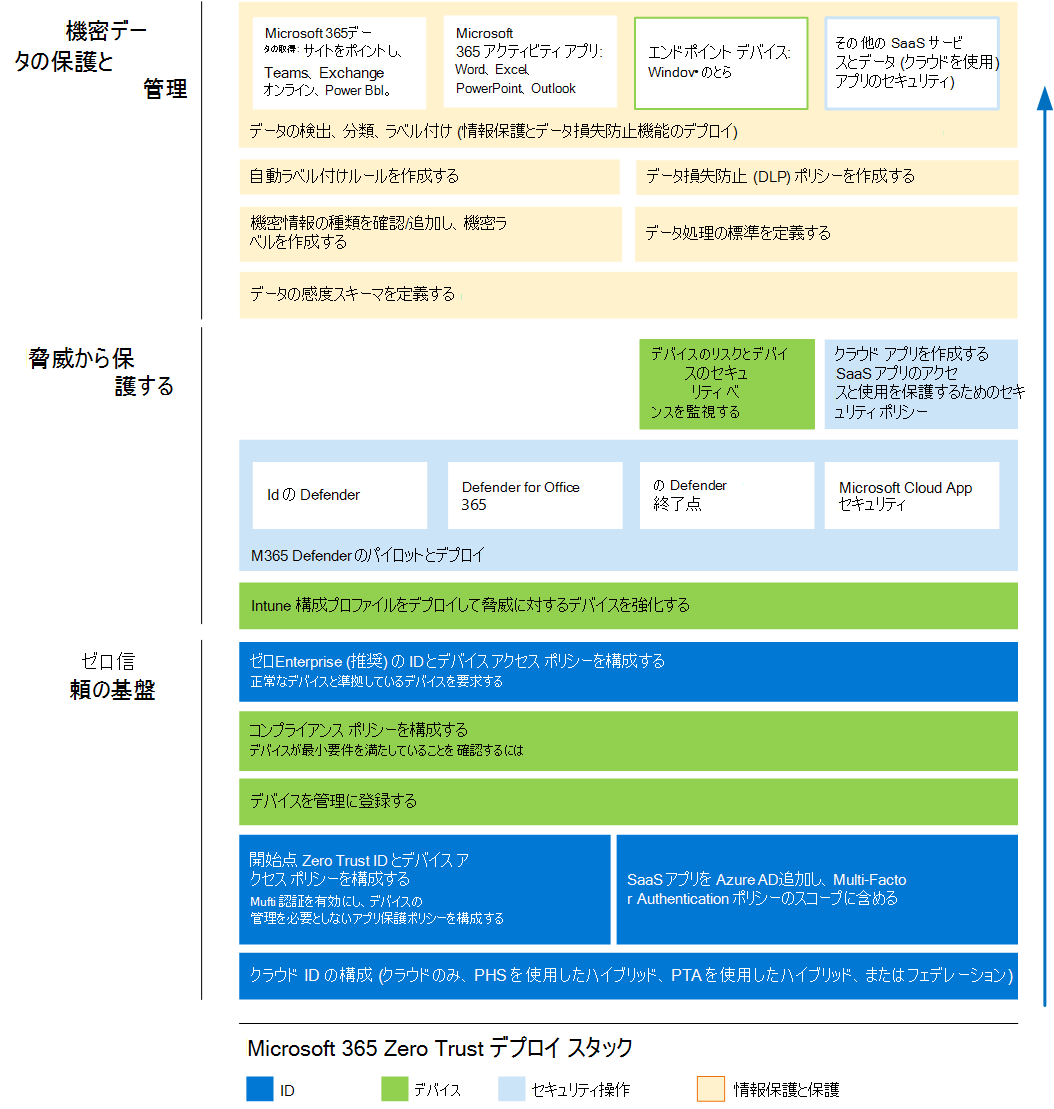 機密デー
タの保護と
管理
Microsoft 365デー
タの取得: サイトをポイントし、
Teams、Exchange
オンライン、Power BbI。
Microsoft
365 アクティビティ アプリ:
Word、Excel、
PowerPoint、Outlook
エンドポイント デバイス:
Windov• のとら
その他の SaaS サービ
スとデータ (クラウドを使用)
アプリのセキュリティ)
データの検出、分類、ラベル付け (情報保護とデータ損失防止機能のデプロイ)
自動ラベル付けルールを作成する
データ損失防止 (DLP) ポリシーを作成する
機密情報の種類を確認/追加し、機密ラ
ベルを作成する
データ処理の標準を定義する
データの感度スキーマを定義する
脅威から保
護する
デバイスのリスクとデバイ
スのセキュ
リティ ベ
ンスを監視する
クラウド アプリを作成する
SaaS アプリのアクセ
スと使用を保護するためのセキ
ュリティ ポリシー
Id の Defender
Defender for Office
365
の Defender
終了点
Microsoft Cloud App
セキュリティ
M365 Defender のパイロットとデプロイ
Intune 構成プロファイルをデプロイして脅威に対するデバイスを強化する
ゼロ信
頼の基盤
ゼロEnterprise (推奨) の ID とデバイス アクセス ポリシーを構成する
正常なデバイスと準拠しているデバイスを要求する
コンプライアンス ポリシーを構成する
デバイスが最小要件を満たしていることを確認するには
デバイスを管理に登録する
開始点 Zero Trust ID とデバイス ア
クセス ポリシーを構成する
Mufti 認証を有効にし、デバイスの
管理を必要としないアプリ保護ポリシーを構成する
SaaS アプリを Azure AD追加し、Multi-Facto
r Authentication ポリシーのスコープに含める
クラウド ID の構成 (クラウドのみ、PHS を使用したハイブリッド、PTA を使用したハイブリッド、またはフェデレーション)
Microsoft 365 Zero Trust デプロイ スタック
ID
デバイス
セキュリティ操作
情報保護と保護